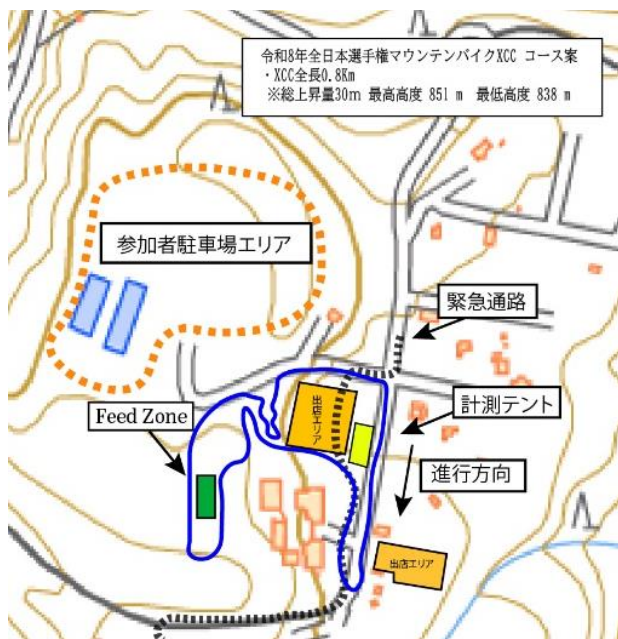 令和8年全日本選手権マウンテンバイクXCC コース案
・XCC全長0.8Km
※総上昇量30m 最高高度 851 m 最低高度 838 m
参加者駐車場エリア
緊急通路
出店エリア
Feed Zone
計測テント
進行方向
出店エリア